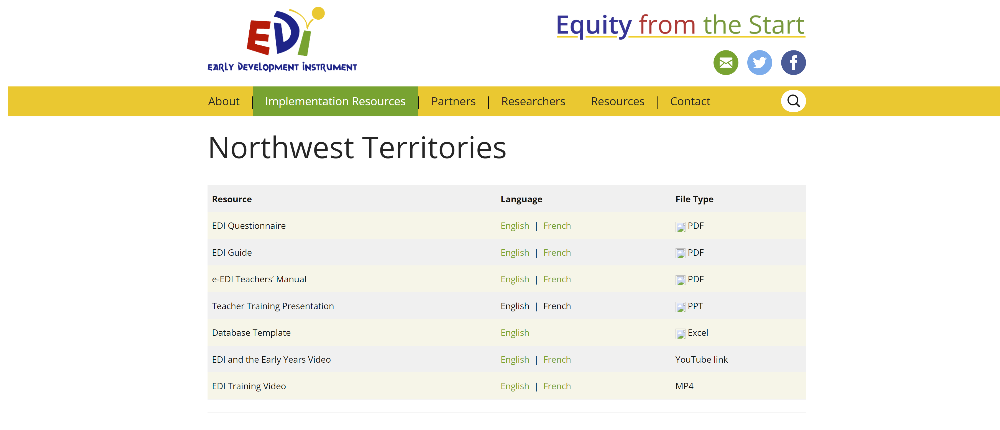 EDI
EARLY DEVELOPMENT INSTRUMENT
Equity from the Start
About | Implementation Resources | Partners | Researchers | Resources | Contact
Northwest Territories
Resource Language File Type
EDI Questionnaire English | French PDF
EDI Guide English | French PDF
e-EDI Teachers’ Manual English | French PDF
Teacher Training Presentation English | French PPT
Database Template English Excel
EDI and the Early Years Video English | French YouTube link
EDI Training Video English | French MP4